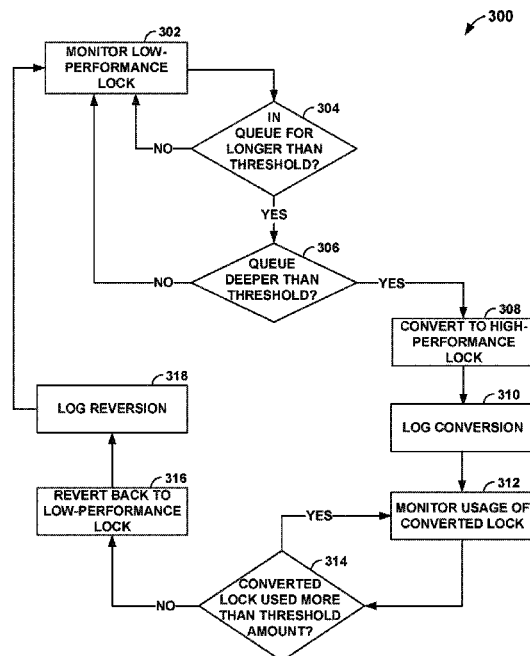 300
302
MONITOR LOW-
PERFORMANCE
LOCK
304
IN
QUEUE FOR
LONGER THAN
THRESHOLD?
NO
YES
306
QUEUE
DEEPER THAN
THRESHOLD?
NO
YES
308
CONVERT TO HIGH-
PERFORMANCE
LOCK
310
LOG CONVERSION
312
MONITOR USAGE OF
CONVERTED LOCK
314
CONVERTED
LOCK USED MORE
THAN THRESHOLD
AMOUNT?
YES
NO
316
REVERT BACK TO
LOW-PERFORMANCE
LOCK
318
LOG REVERSION